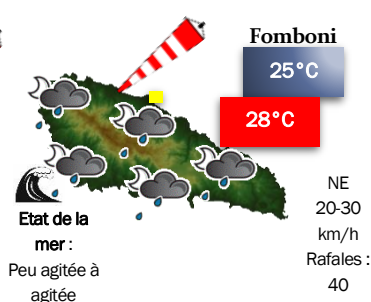 Fomboni
25°C
28°C
Etat de la
mer :
Peu agitée à
agitée
NE
20-30
km/h
Rafales :
40